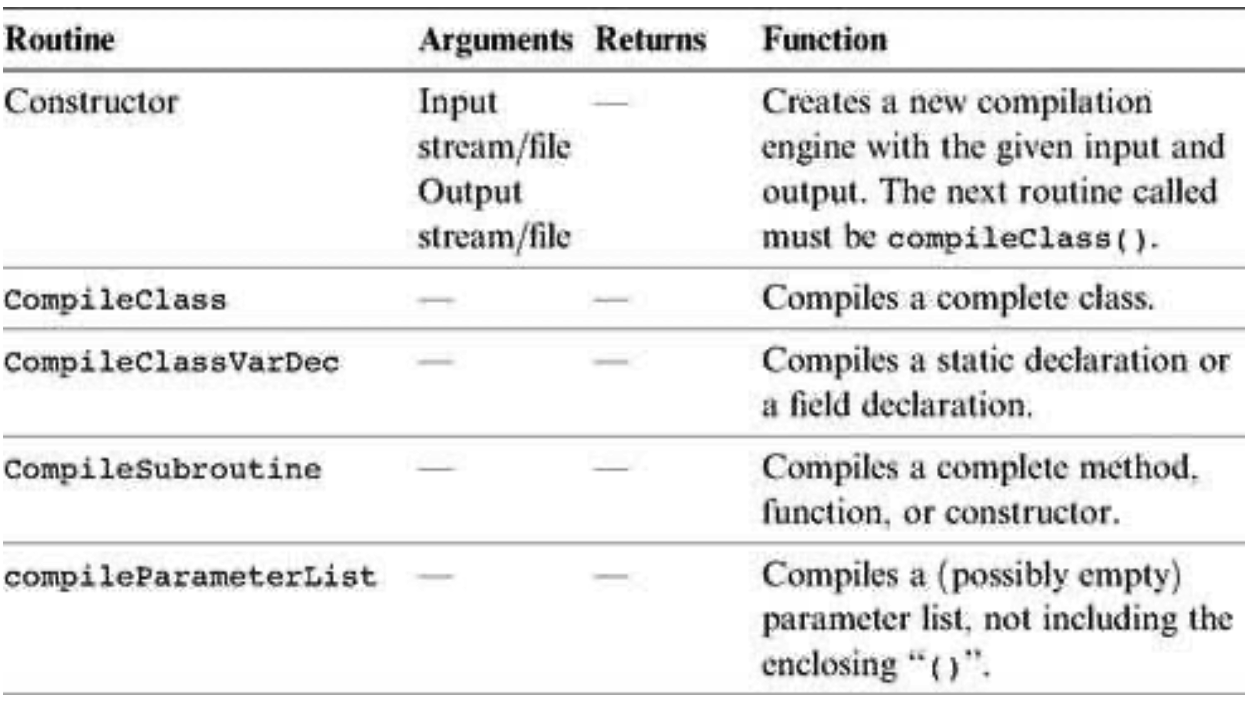 Routine Arguments Returns Function
Constructor Input — Creates a new compilation
stream/file engine with the given input and
Output output. The next routine called
stream/file must be compileClass().
CompileClass — — Compiles a complete class.
CompileClassVarDec — — Compiles a static declaration or
a field declaration.
CompileSubroutine — — Compiles a complete method,
function, or constructor.
compileParameterList — — Compiles a (possibly empty)
parameter list, not including the
enclosing “()”.